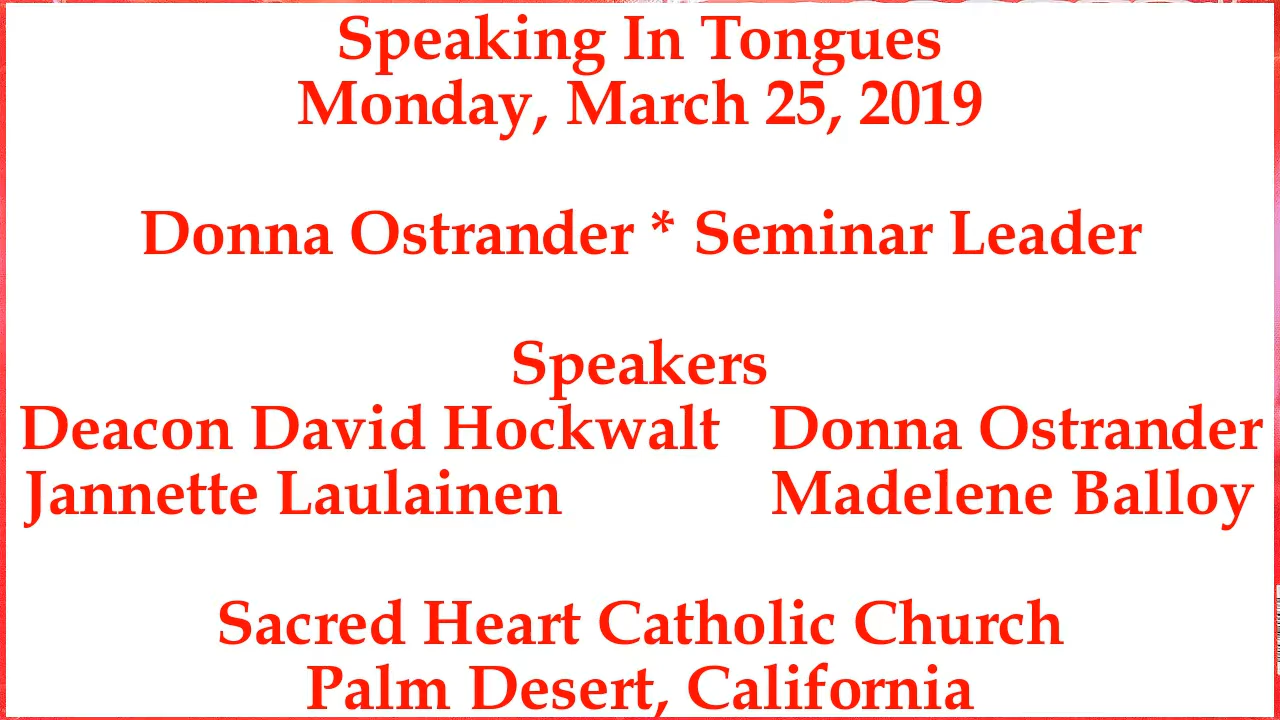 Speaking In Tongues
Monday, March 25, 2019
Donna Ostrander * Seminar Leader
Speakers
Deacon David Hockwalt Donna Ostrander
Jannette Laulainen Madelene Balloy
Sacred Heart Catholic Church
Palm Desert, California